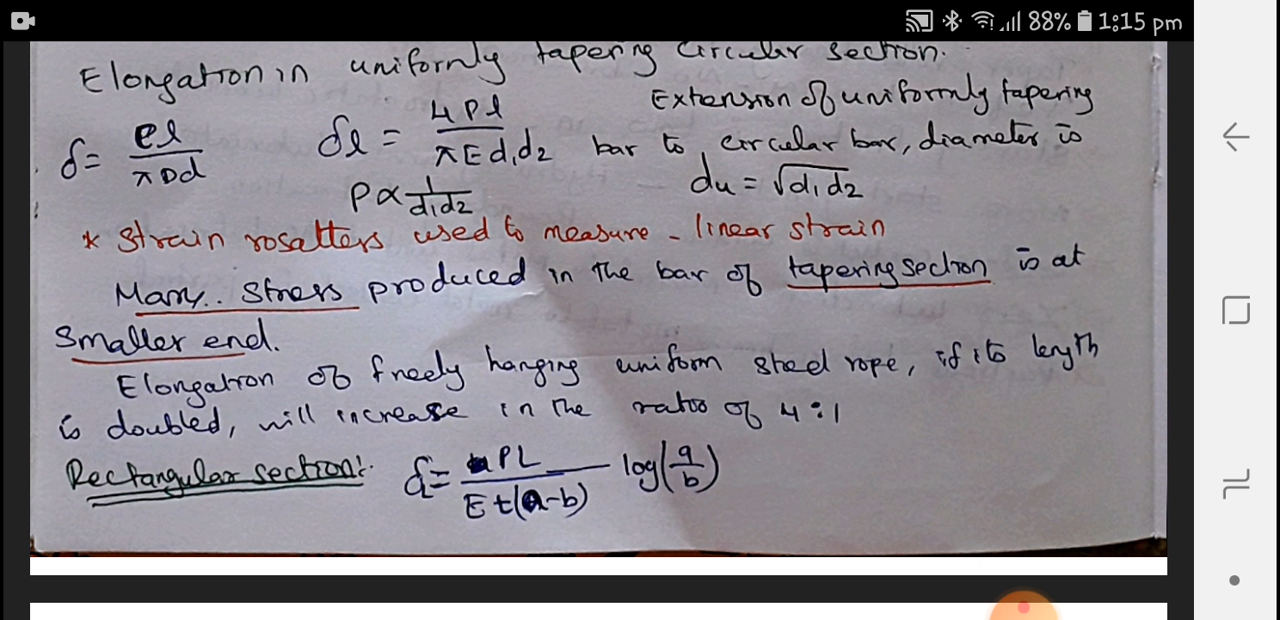 88% 1:15 pm
Elongation in uniformly tapering circular section.
δ= Pl/πDd δl = 4Pl/πEd₁d₂ Extension of uniformly tapering
bar to circular bar, diameter is
P∝ 1/d₁d₂ du = √d₁d₂
* Strain rosatters used to measure - linear strain
Max.. Stress produced in the bar of tapering section is at
Smaller end.
Elongation of freely hanging uniform steel rope, if its length
is doubled, will increase in the ratio of 4:1
Rectangular section:. δ= PL/Et(a-b) log(a/b)